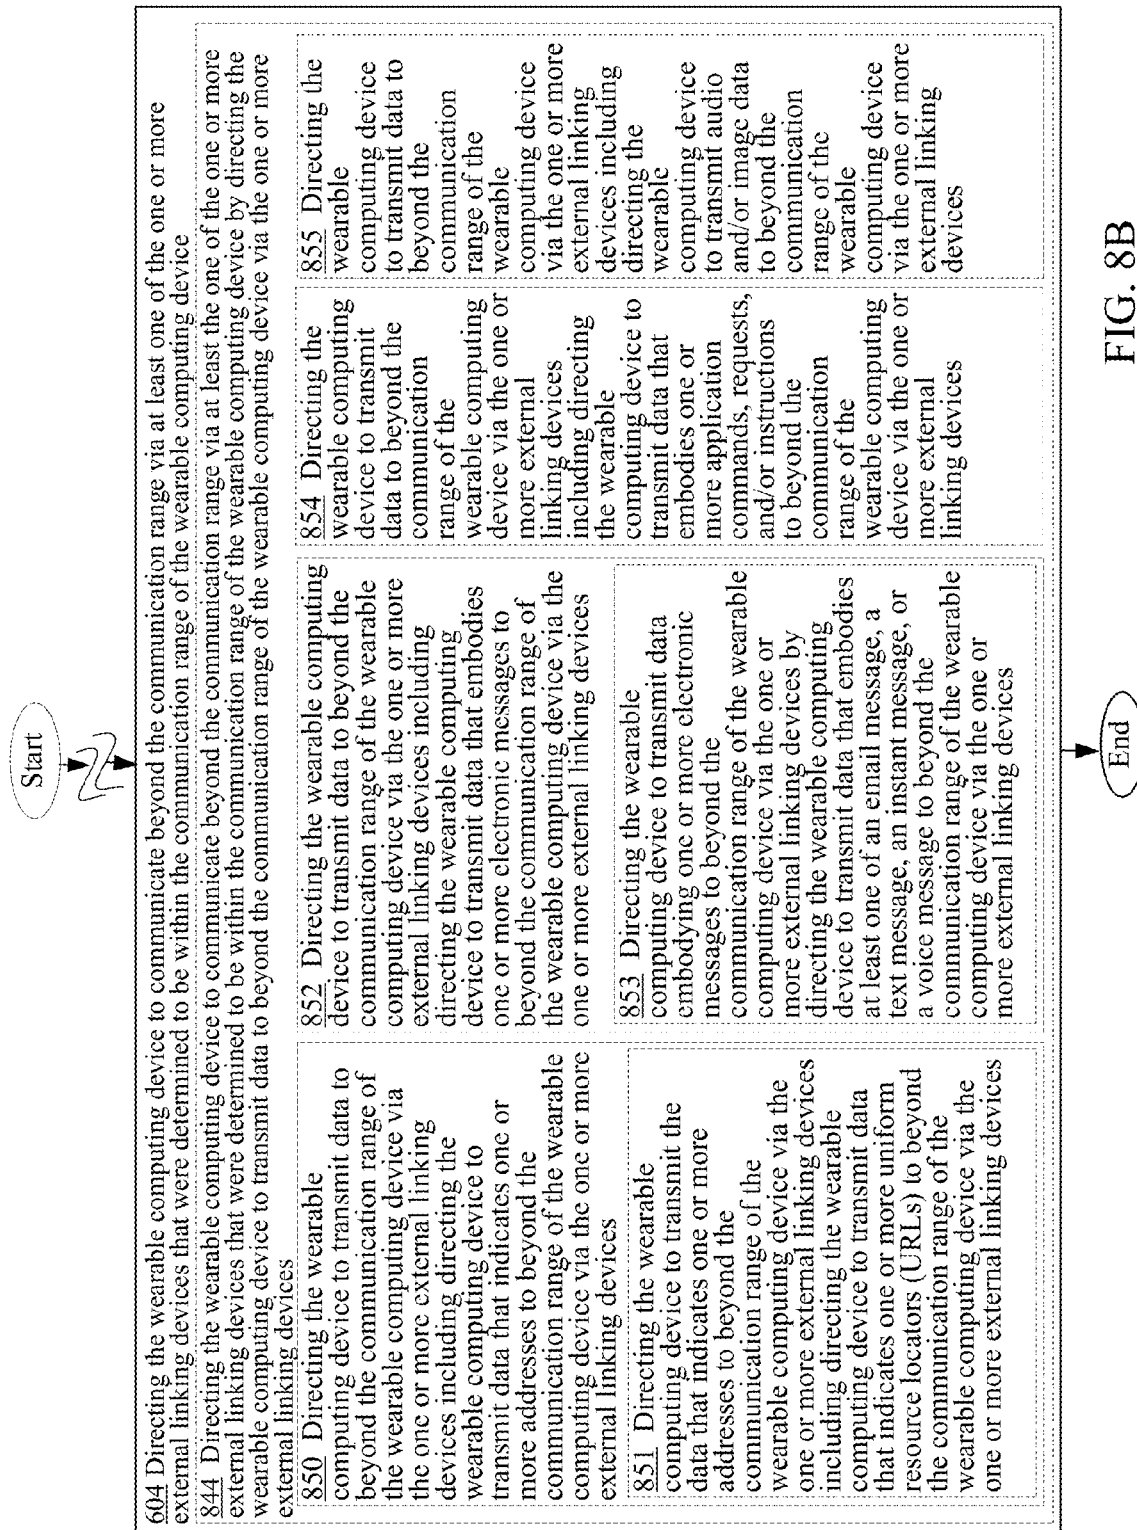 Start
604 Directing the wearable computing device to communicate beyond the communication range via at least one of the one or more
external linking devices that were determined to be within the communication range of the wearable computing device
844 Directing the wearable computing device to communicate beyond the communication range via at least the one of the one or more
external linking devices that were determined to be within the communication range of the wearable computing device by directing the
wearable computing device to transmit data to beyond the communication range of the wearable computing device via the one or more
external linking devices
850 Directing the wearable
computing device to transmit data to
beyond the communication range of
the wearable computing device via
the one or more external linking
devices including directing the
wearable computing device to
transmit data that indicates one or
more addresses to beyond the
communication range of the wearable
computing device via the one or more
external linking devices
851 Directing the wearable
computing device to transmit the
data that indicates one or more
addresses to beyond the
communication range of the
wearable computing device via the
one or more external linking devices
including directing the wearable
computing device to transmit data
that indicates one or more uniform
resource locators (URLs) to beyond
the communication range of the
wearable computing device via the
one or more external linking devices
852 Directing the wearable computing
device to transmit data to beyond the
communication range of the wearable
computing device via the one or more
external linking devices including
directing the wearable computing
device to transmit data that embodies
one or more electronic messages to
beyond the communication range of
the wearable computing device via the
one or more external linking devices
853 Directing the wearable
computing device to transmit data
embodying one or more electronic
messages to beyond the
communication range of the wearable
computing device via the one or
more external linking devices by
directing the wearable computing
device to transmit data that embodies
at least one of an email message, a
text message, an instant message, or
a voice message to beyond the
communication range of the wearable
computing device via the one or
more external linking devices
854 Directing the
wearable computing
device to transmit
data to beyond the
communication
range of the
wearable computing
device via the one or
more external
linking devices
including directing
the wearable
computing device to
transmit data that
embodies one or
more application
commands, requests,
and/or instructions
to beyond the
communication
range of the
wearable computing
device via the one or
more external
linking devices
855 Directing the
wearable
computing device
to transmit data to
beyond the
communication
range of the
wearable
computing device
via the one or more
external linking
devices including
directing the
wearable
computing device
to transmit audio
and/or image data
to beyond the
communication
range of the
wearable
computing device
via the one or more
external linking
devices
End
FIG. 8B